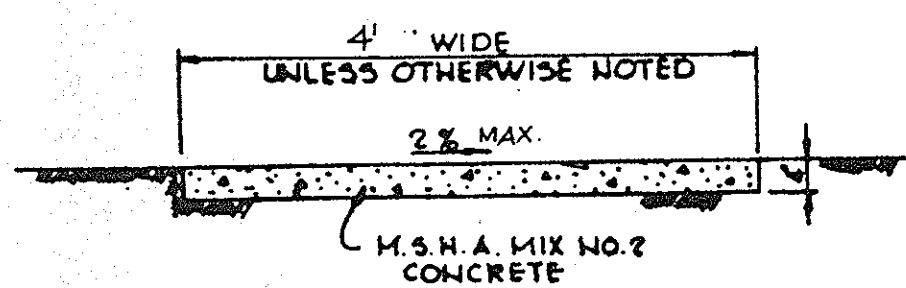 4' WIDE
UNLESS OTHERWISE NOTED
2% MAX.
M.S.H.A. MIX NO.2
CONCRETE